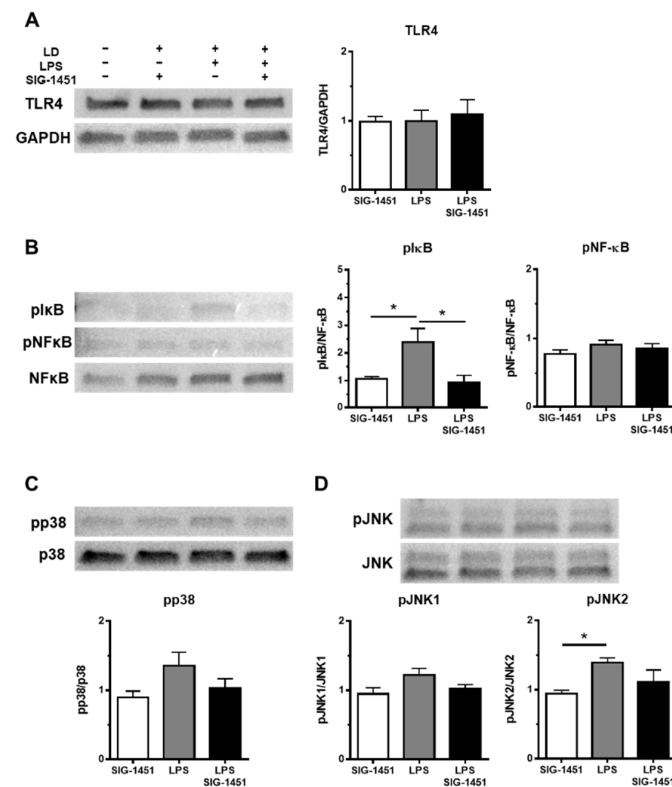 A
LD - + + +
LPS - - + +
SIG-1451 - + - +
TLR4
GAPDH
TLR4
TLR4/GAPDH
2
1
0
SIG-1451 LPS LPS
SIG-1451
B
pIκB
pNFκB
NFκB
pIκB
pIκB/NF-κB
5
4
3
2
1
0
* *
SIG-1451 LPS LPS
SIG-1451
pNF-κB
pNF-κB/NF-κB
2
1
0
SIG-1451 LPS LPS
SIG-1451
C
pp38
p38
pp38
pp38/p38
2
1
0
SIG-1451 LPS LPS
SIG-1451
D
pJNK
JNK
pJNK1
pJNK1/JNK1
2
1
0
SIG-1451 LPS LPS
SIG-1451
pJNK2
pJNK2/JNK2
2
1
0
*
SIG-1451 LPS LPS
SIG-1451